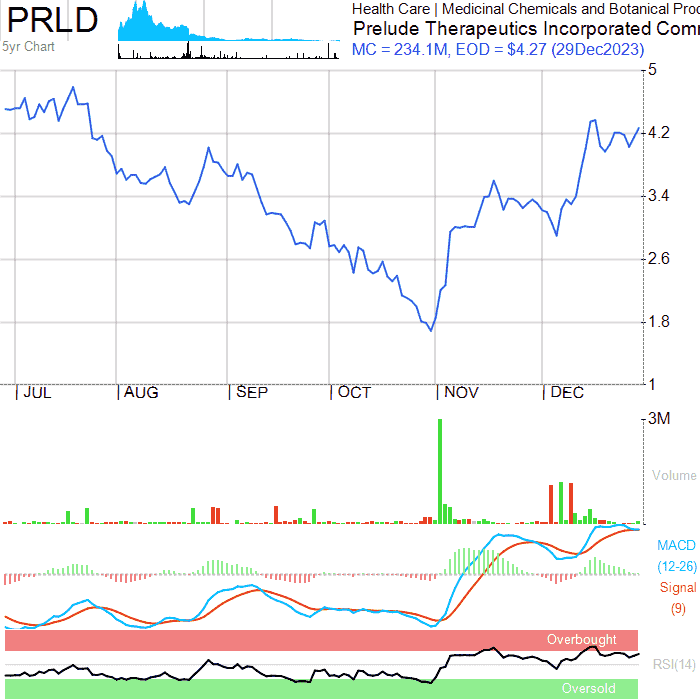 PRLD
5yr Chart
Health Care | Medicinal Chemicals and Botanical Prod
Prelude Therapeutics Incorporated Com
MC = 234.1M, EOD = $4.27 (29Dec2023)
5
4.2
3.4
2.6
1.8
1
|JUL |AUG |SEP |OCT |NOV |DEC
3M
Volume
MACD
(12-26)
Signal
(9)
Overbought
RSI(14)
Oversold